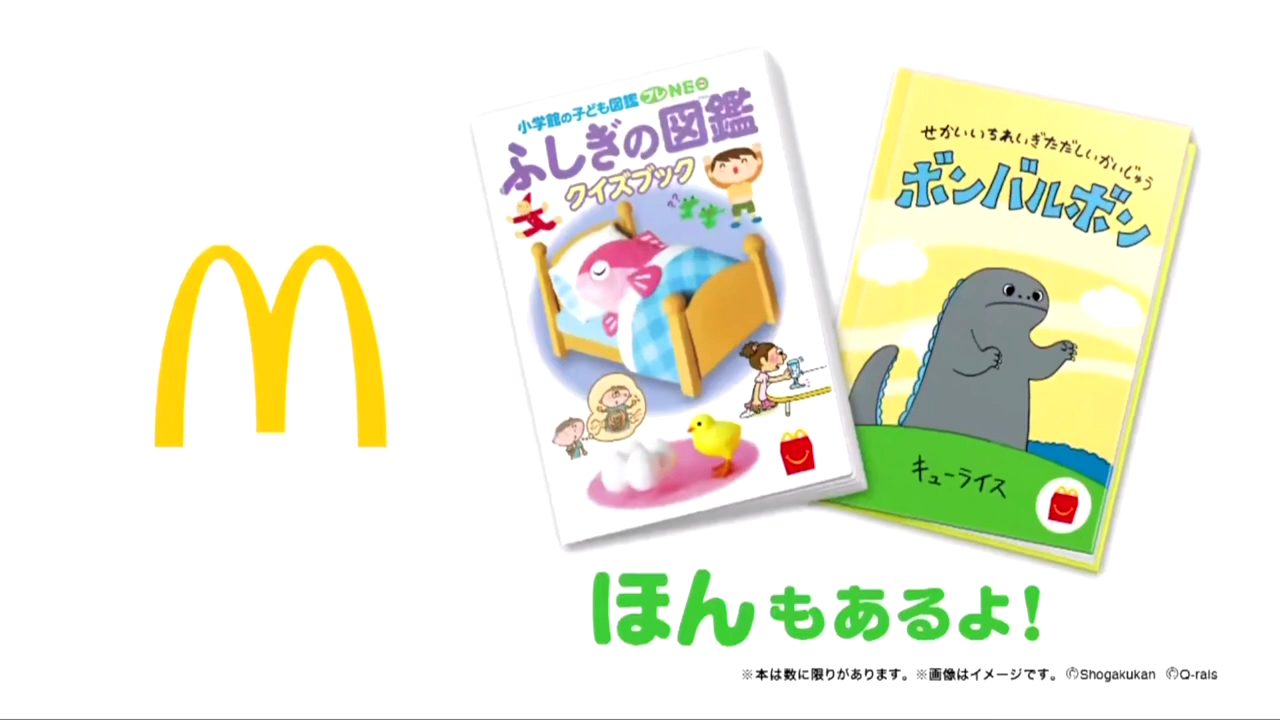 小学館の子ども図鑑 プレNEO
ふしぎの図鑑
クイズブック
せかいいちれいぎただしいかいじゅう
ボンバルボン
キューライス
ほんもあるよ!
※本は数に限りがあります。※画像はイメージです。 ©Shogakukan ©Q-rais